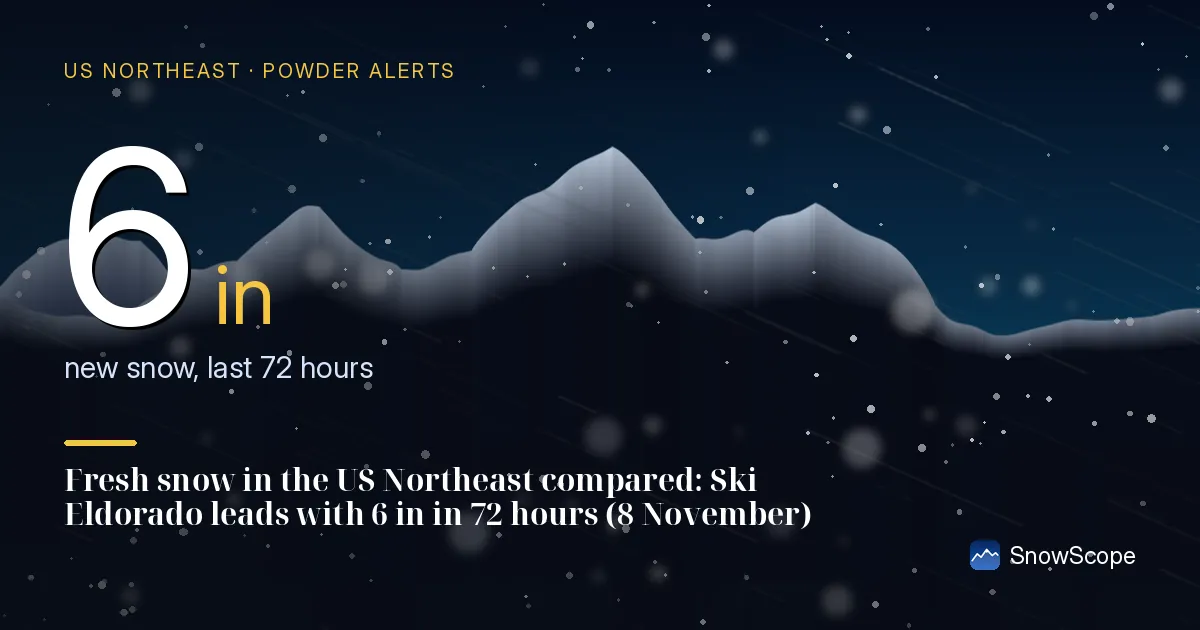 US NORTHEAST · POWDER ALERTS
6 in
new snow, last 72 hours
Fresh snow in the US Northeast compared: Ski
Eldorado leads with 6 in in 72 hours (8 November)
SnowScope